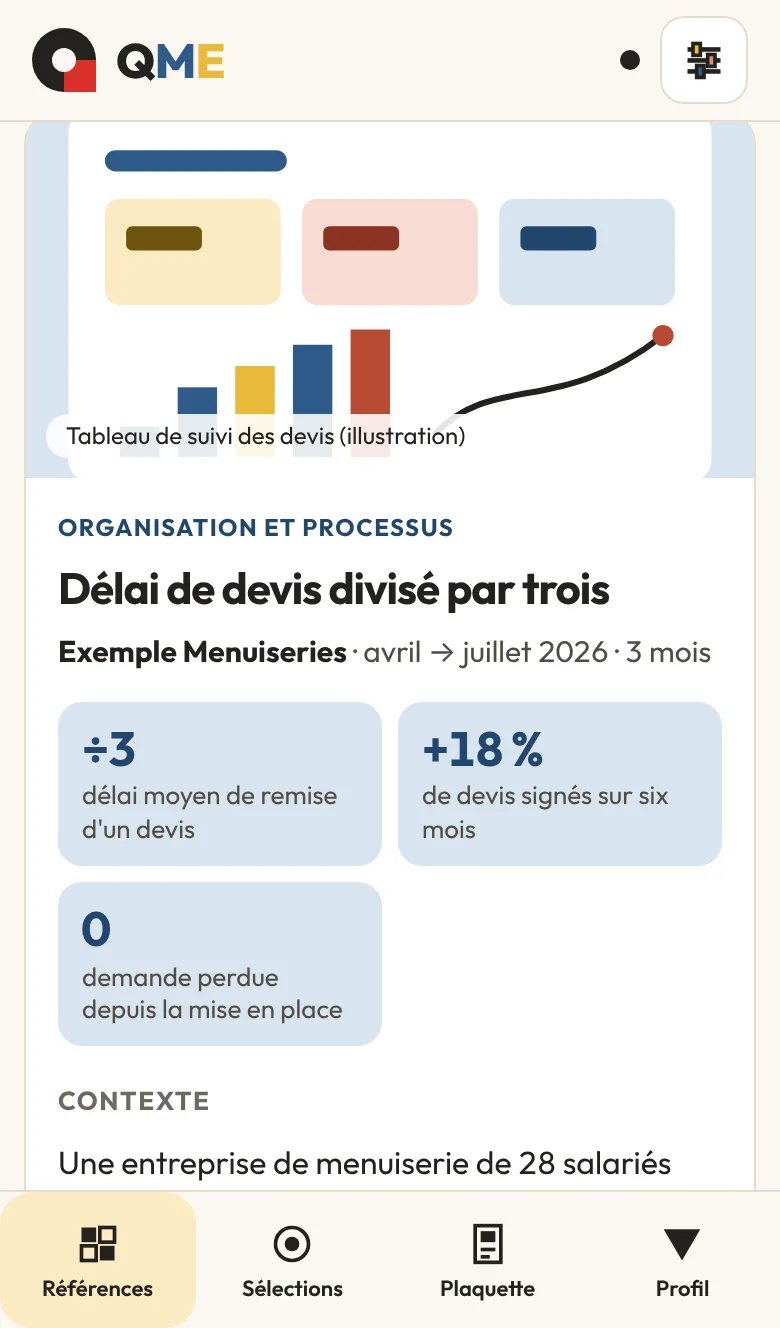 QME
Tableau de suivi des devis (illustration)
ORGANISATION ET PROCESSUS
Délai de devis divisé par trois
Exemple Menuiseries · avril → juillet 2026 · 3 mois
÷3
délai moyen de remise
d'un devis
+18 %
de devis signés sur six
mois
0
demande perdue
depuis la mise en place
CONTEXTE
Une entreprise de menuiserie de 28 salariés
Références
Sélections
Plaquette
Profil